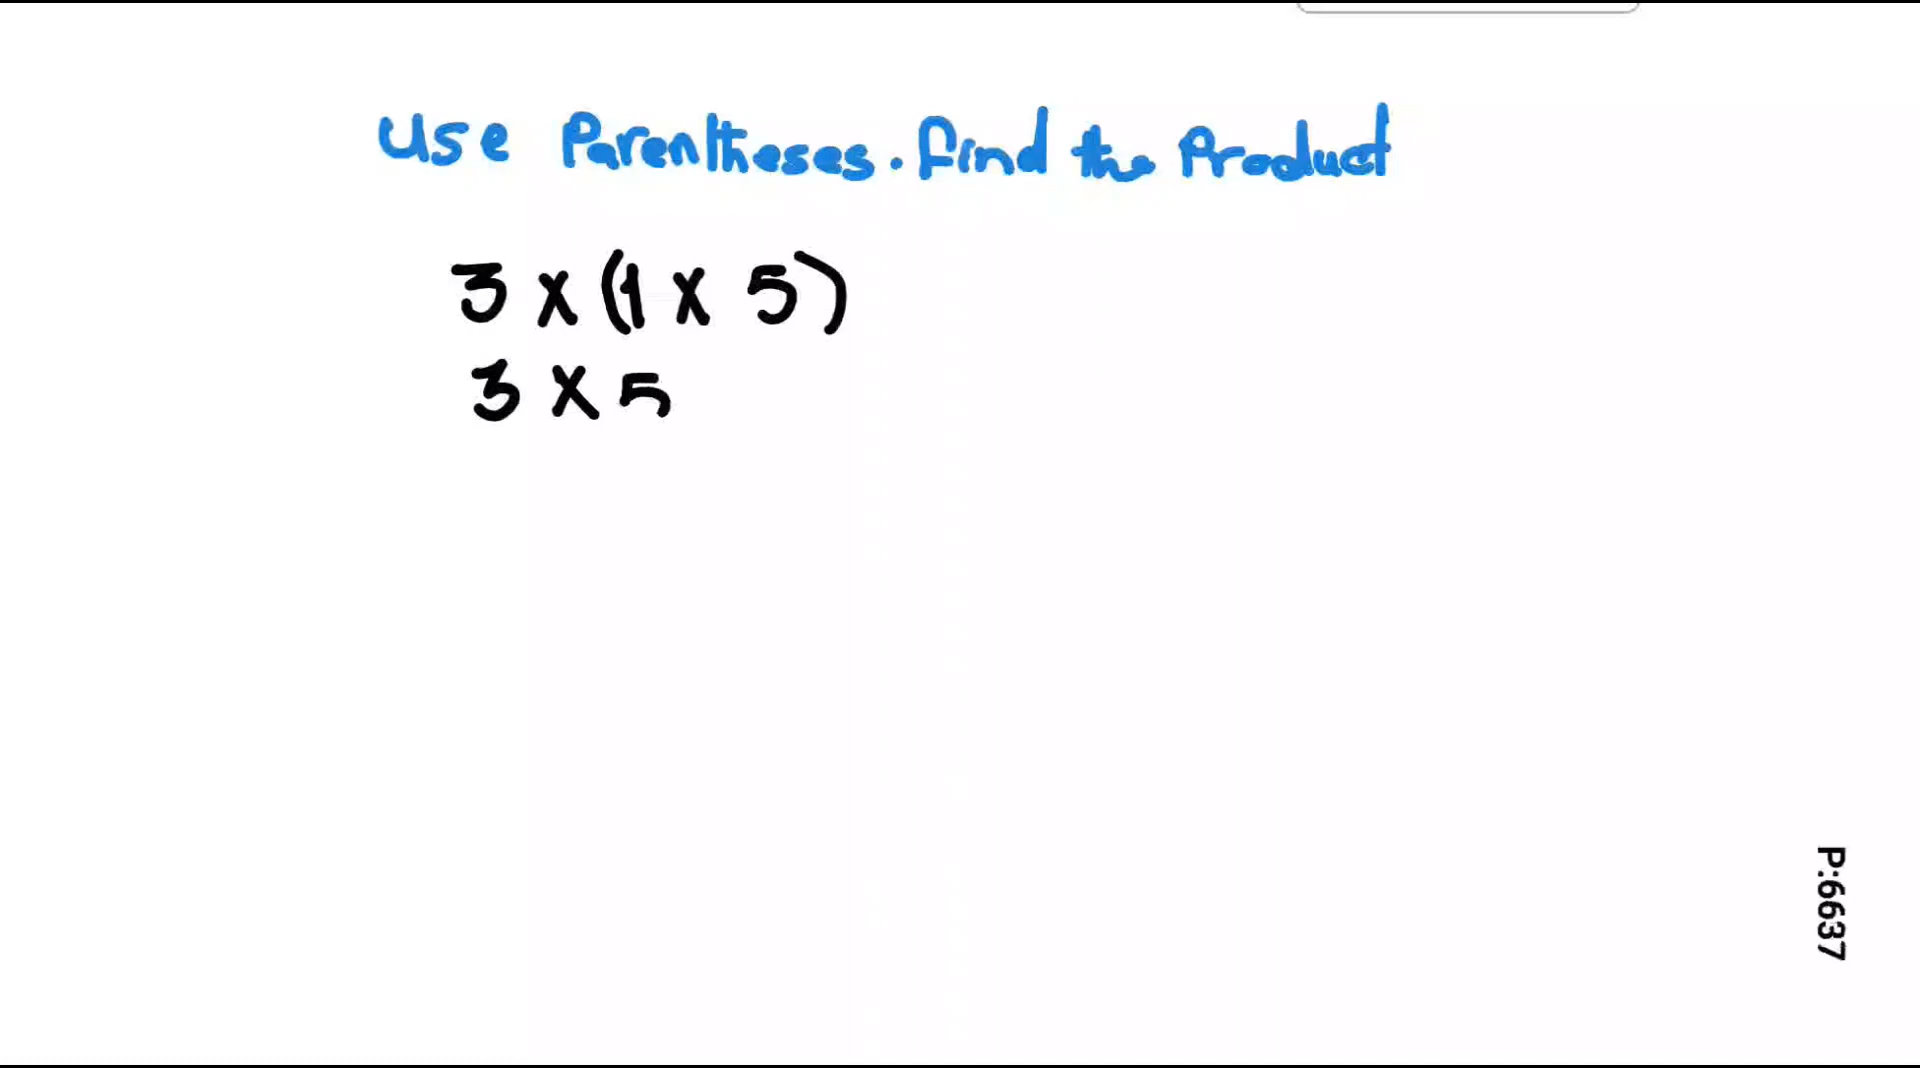 Use Parentheses. find the Product
3 x (1 x 5)
3 x 5
P:6637